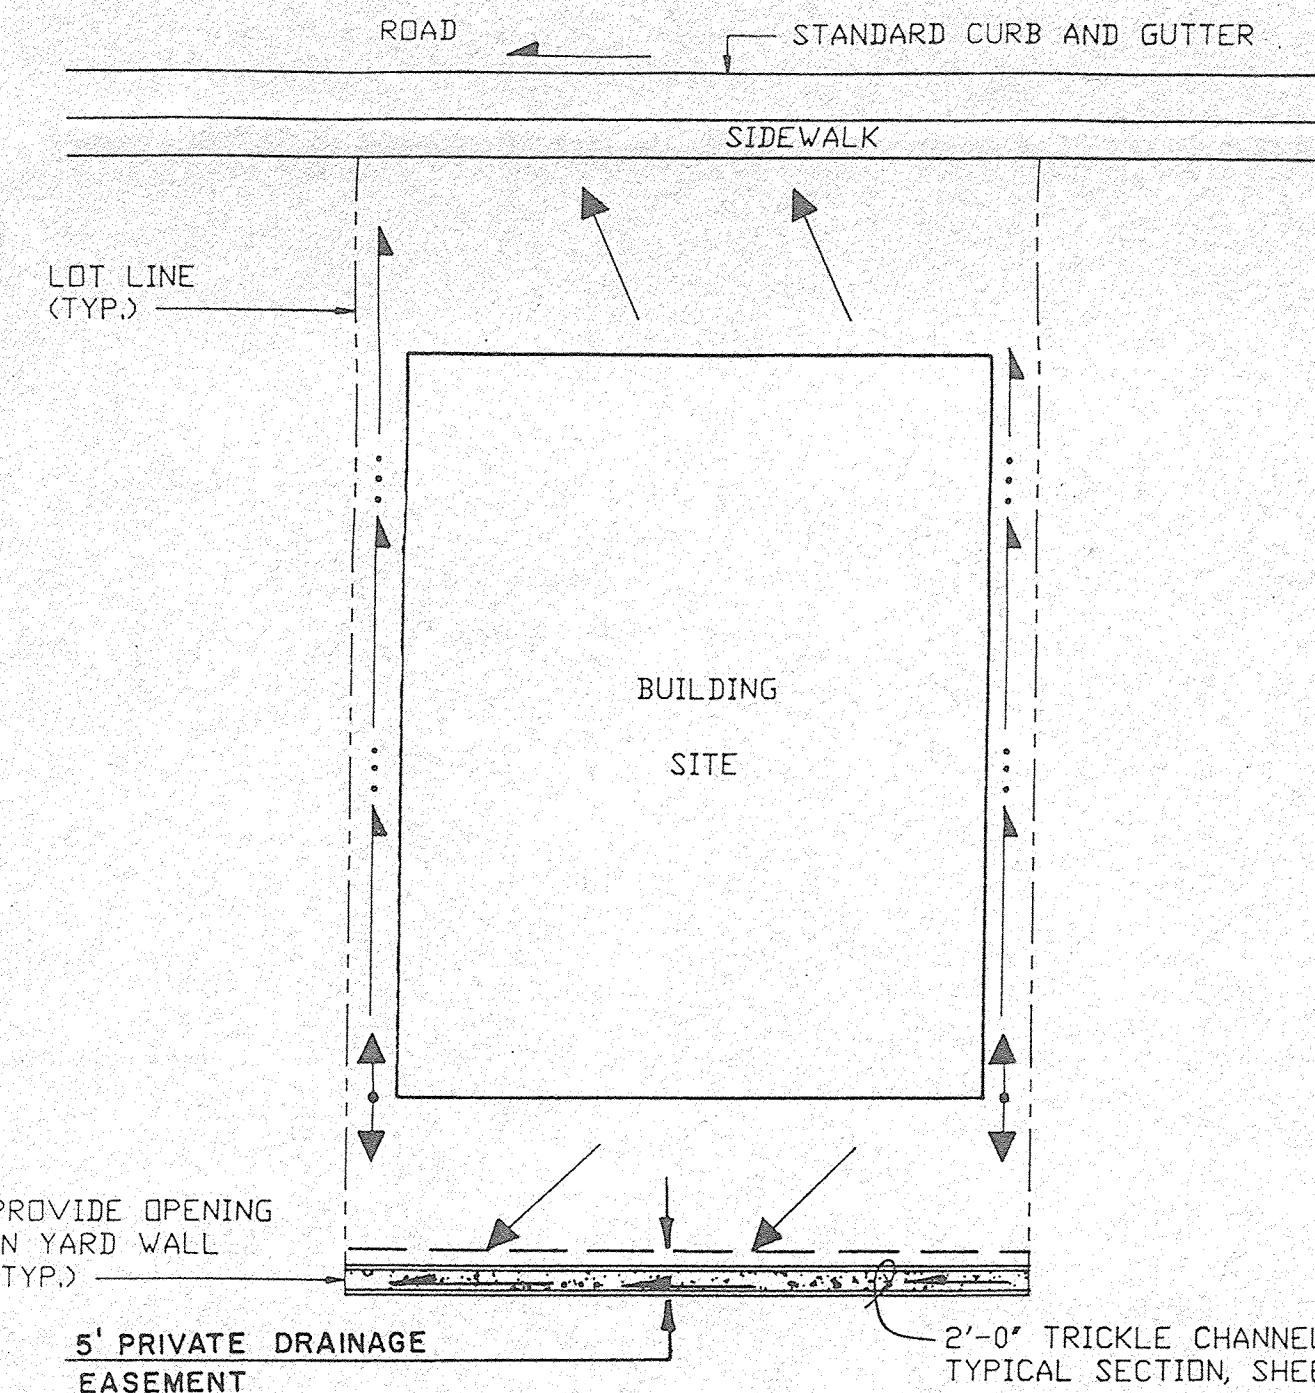 ROAD
STANDARD CURB AND GUTTER
SIDEWALK
LOT LINE
(TYP.)
BUILDING
SITE
PROVIDE OPENING
N YARD WALL
TYP.)
5' PRIVATE DRAINAGE
EASEMENT
2'-0" TRICKLE CHANNEL
TYPICAL SECTION, SHEE